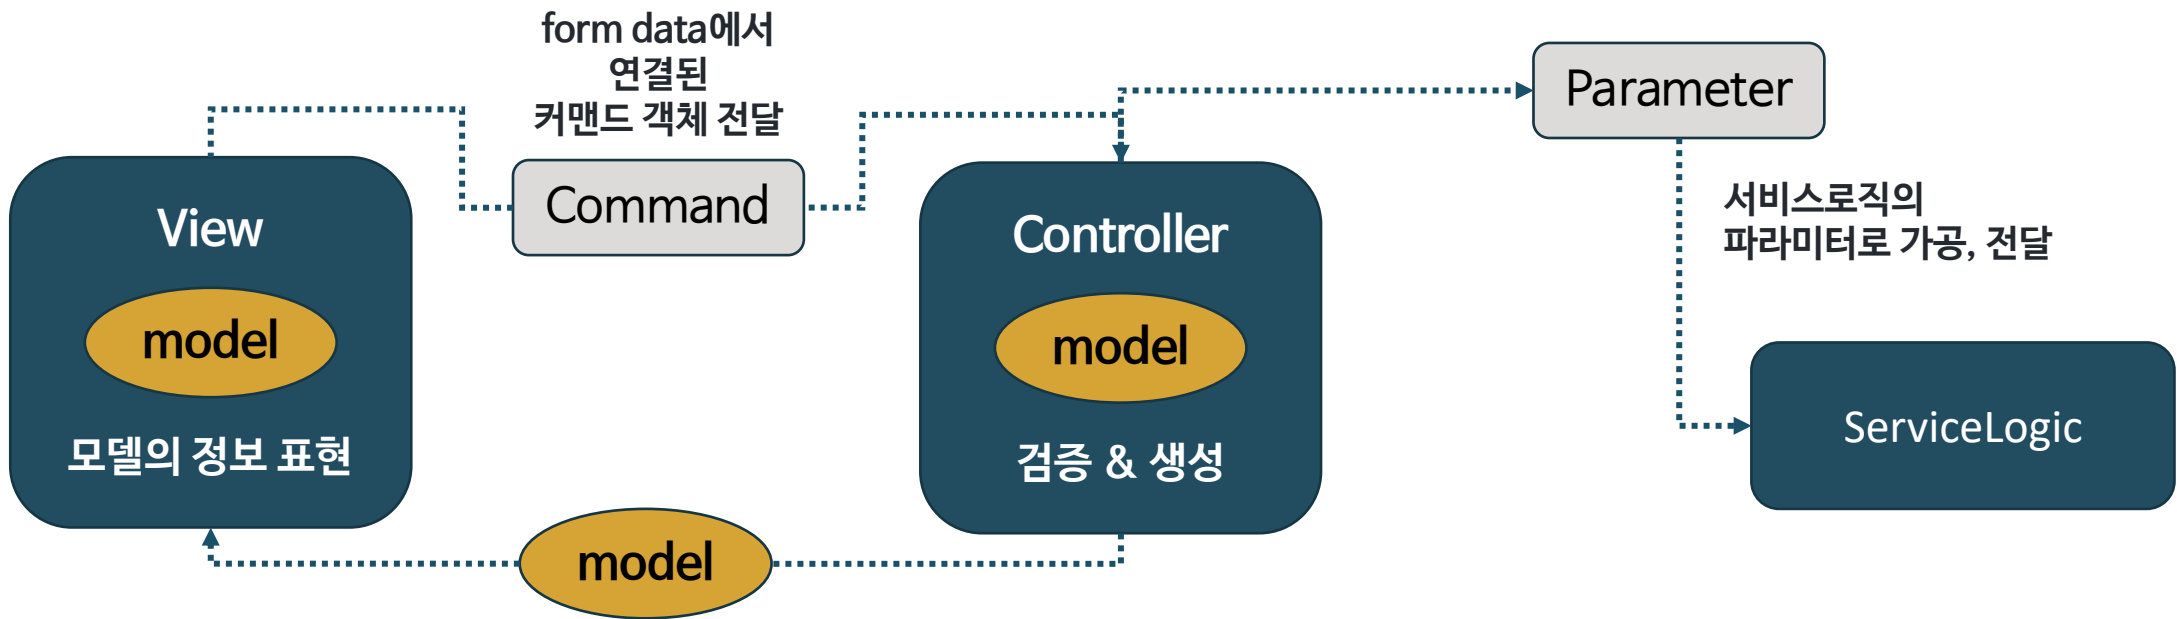 form data에서
연결된
커맨드 객체 전달
Command
View
model
모델의 정보 표현
Controller
model
검증 & 생성
model
Parameter
서비스로직의
파라미터로 가공, 전달
ServiceLogic